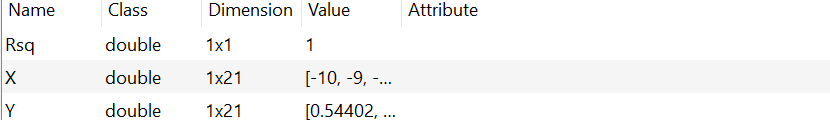 Name Class Dimension Value Attribute
Rsq double 1x1 1
X double 1x21 [-10, -9, -...
Y double 1x21 [0.54402, ...